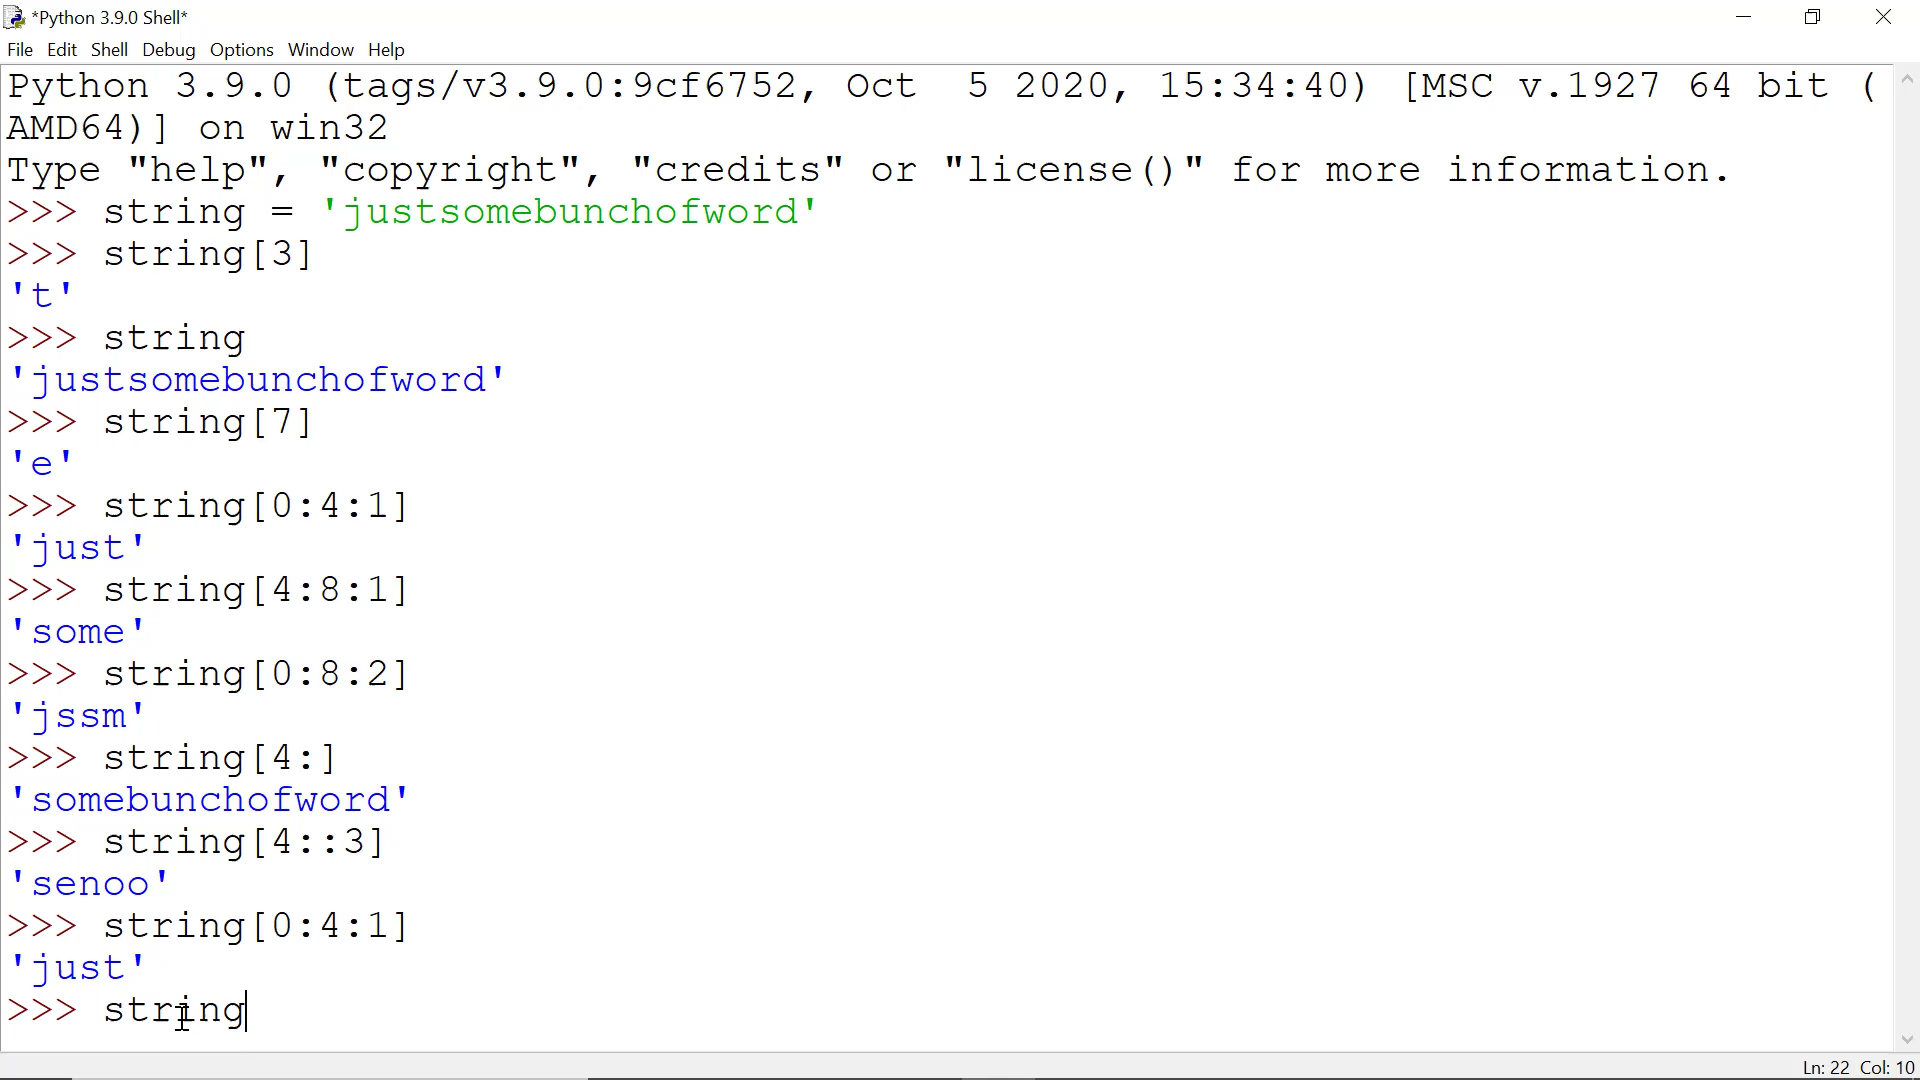 *Python 3.9.0 Shell*
File Edit Shell Debug Options Window Help
Python 3.9.0 (tags/v3.9.0:9cf6752, Oct  5 2020, 15:34:40) [MSC v.1927 64 bit (
AMD64)] on win32
Type "help", "copyright", "credits" or "license()" for more information.
>>> string = 'justsomebunchofword'
>>> string[3]
't'
>>> string
'justsomebunchofword'
>>> string[7]
'e'
>>> string[0:4:1]
'just'
>>> string[4:8:1]
'some'
>>> string[0:8:2]
'jssm'
>>> string[4:]
'somebunchofword'
>>> string[4::3]
'senoo'
>>> string[0:4:1]
'just'
>>> string
Ln: 22 Col: 10